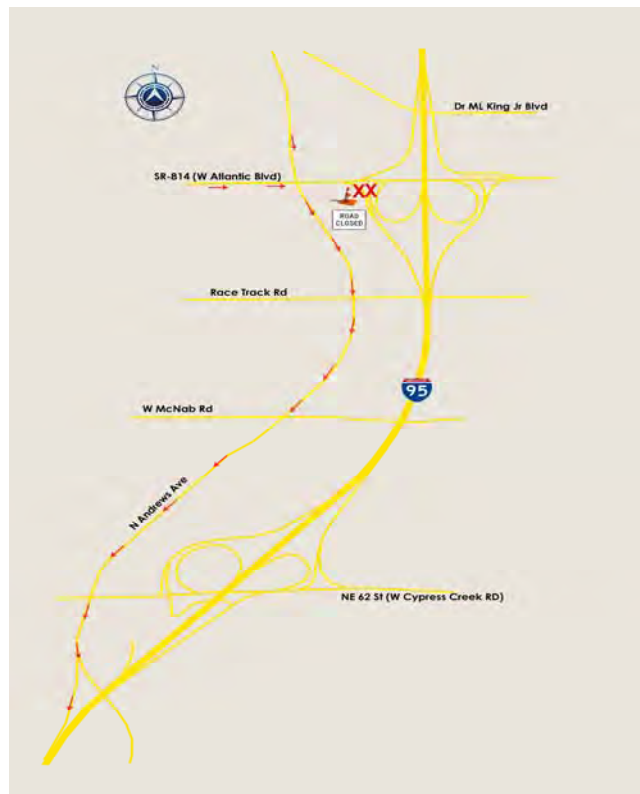 N
Dr ML King Jr Blvd
SR-814 (W Atlantic Blvd)
XX
ROAD
CLOSED
Race Track Rd
95
W McNab Rd
N Andrews Ave
NE 62 St (W Cypress Creek RD)